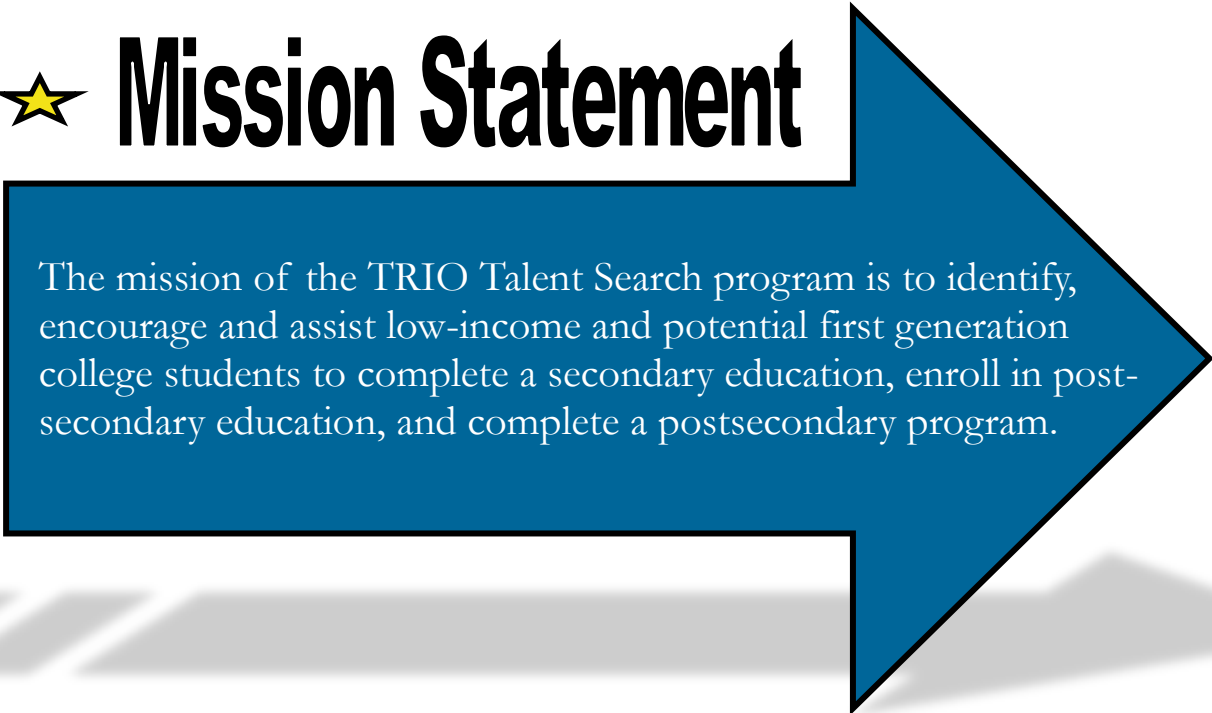 Mission Statement
The mission of the TRIO Talent Search program is to identify,
encourage and assist low-income and potential first generation
college students to complete a secondary education, enroll in post-
secondary education, and complete a postsecondary program.